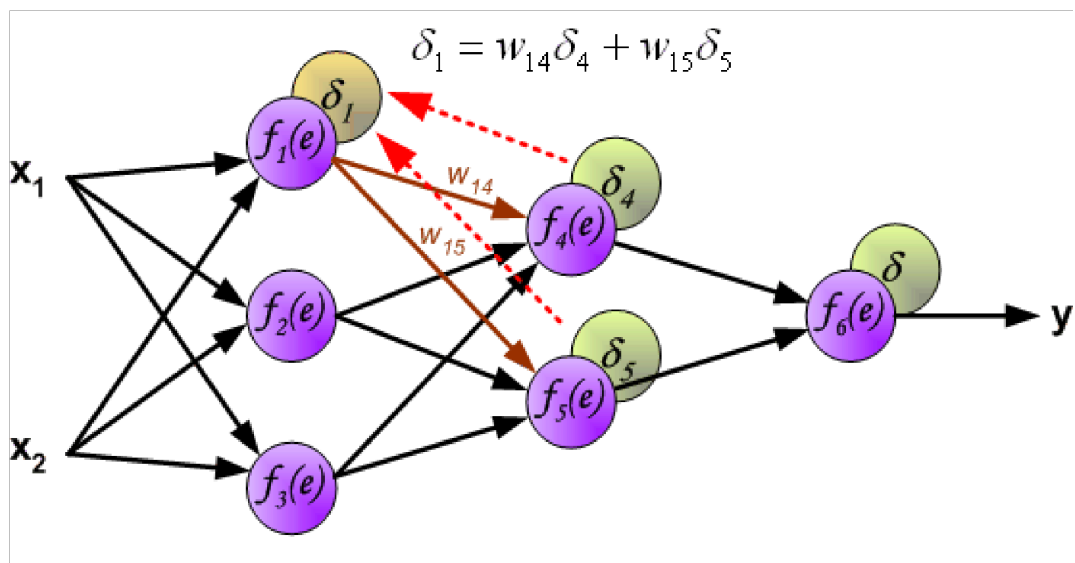 δ₁ = w₁₄δ₄ + w₁₅δ₅
δ₁
f₁(e)
x₁
w₁₄
δ₄
f₄(e)
w₁₅
δ
f₂(e)
f₆(e)
y
δ₅
f₅(e)
x₂
f₃(e)